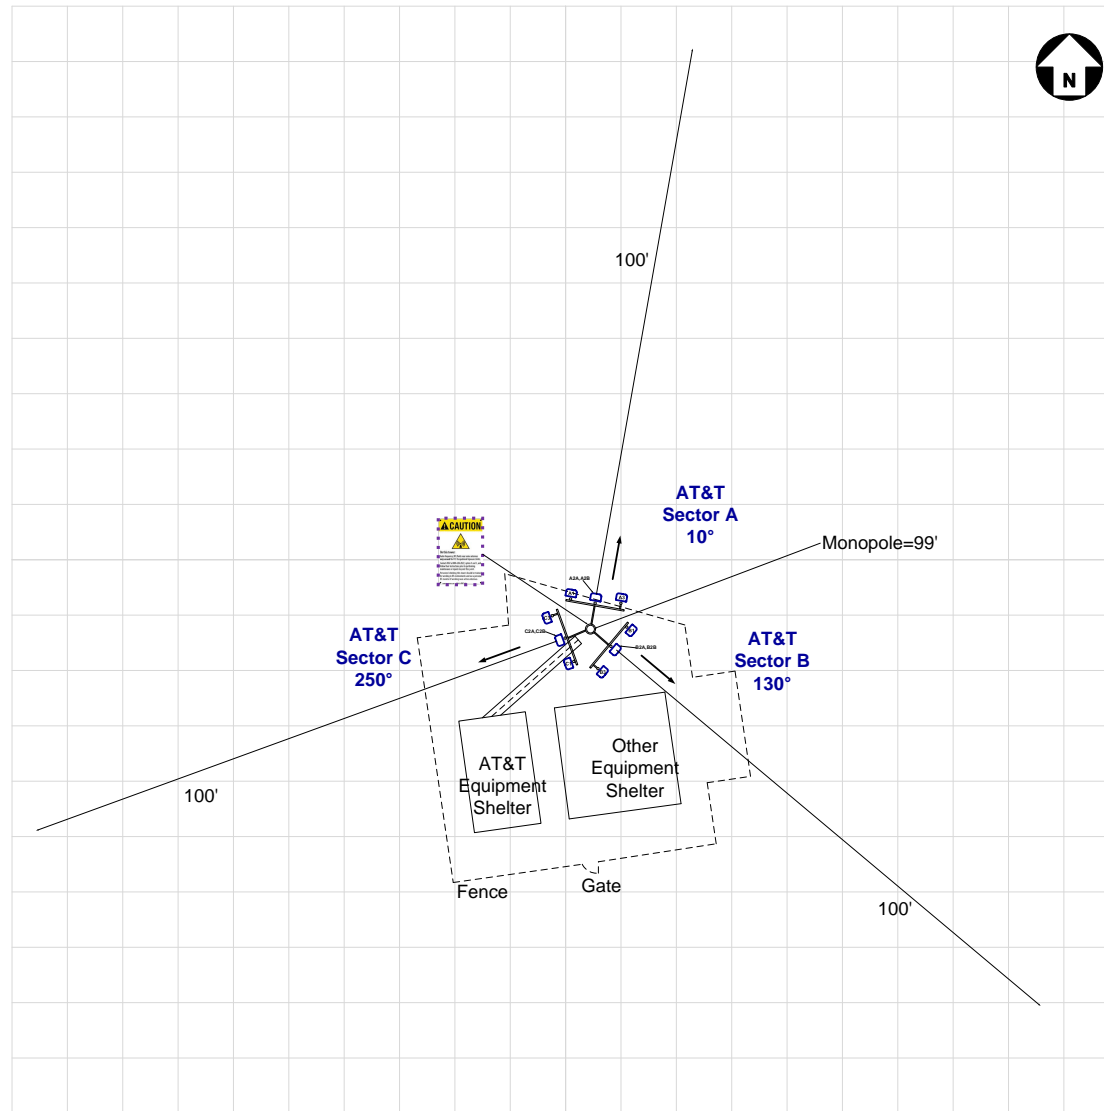 N
100'
AT&T
Sector A
10°
CAUTION
Monopole=99'
A2A,A2B
C2A,C2B
B2A,B2B
AT&T
Sector C
250°
AT&T
Sector B
130°
Other
Equipment
Shelter
AT&T
Equipment
Shelter
100'
Fence
Gate
100'